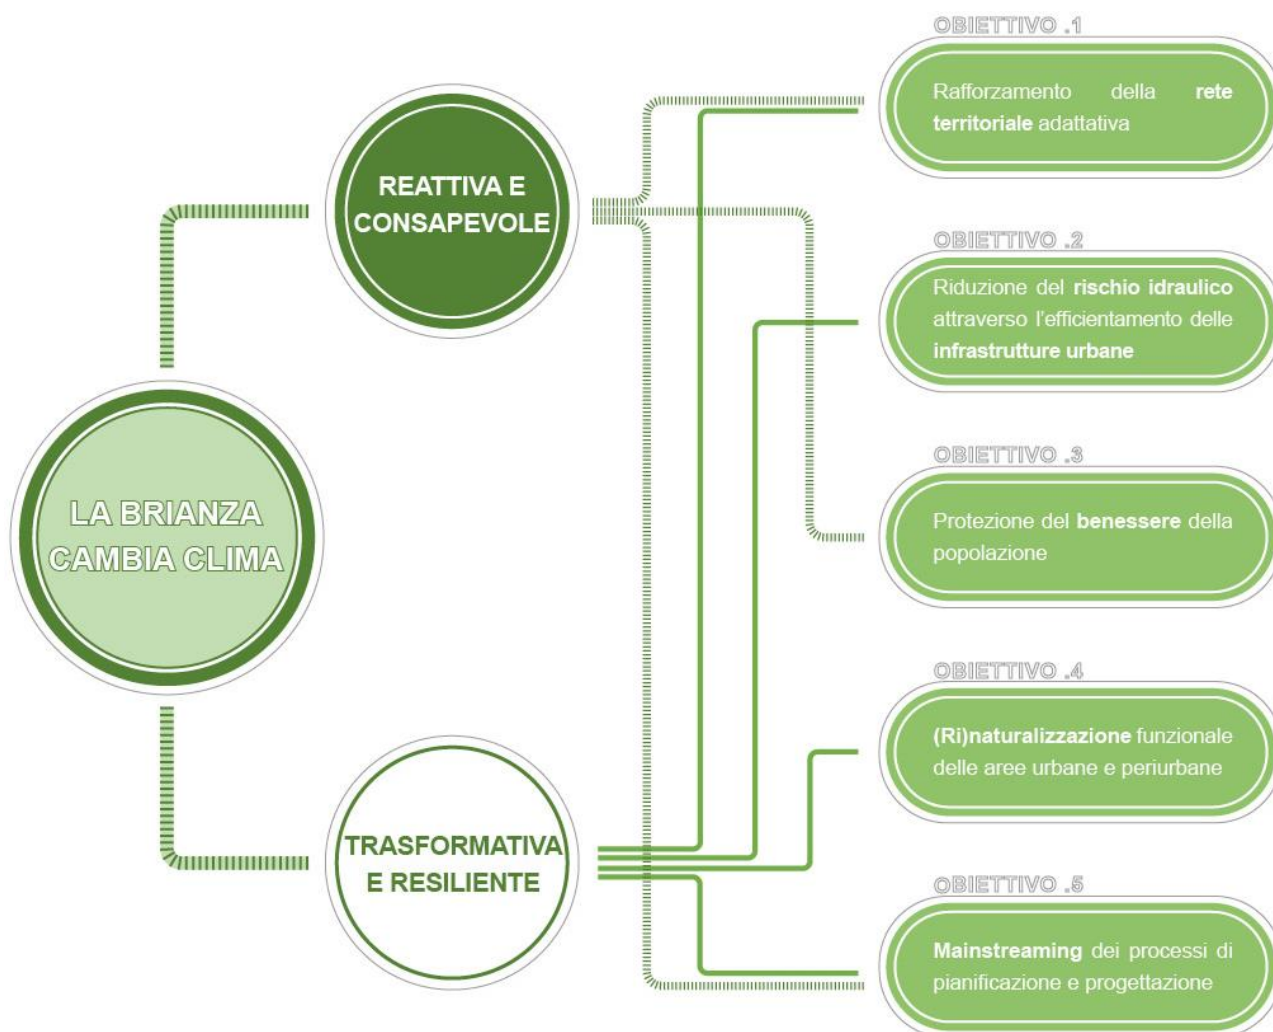 LA BRIANZA
CAMBIA CLIMA
REATTIVA E
CONSAPEVOLE
TRASFORMATIVA
E RESILIENTE
OBIETTIVO .1
Rafforzamento della rete
territoriale adattativa
OBIETTIVO .2
Riduzione del rischio idraulico
attraverso l'efficientamento delle
infrastrutture urbane
OBIETTIVO .3
Protezione del benessere della
popolazione
OBIETTIVO .4
(Ri)naturalizzazione funzionale
delle aree urbane e periurbane
OBIETTIVO .5
Mainstreaming dei processi di
pianificazione e progettazione